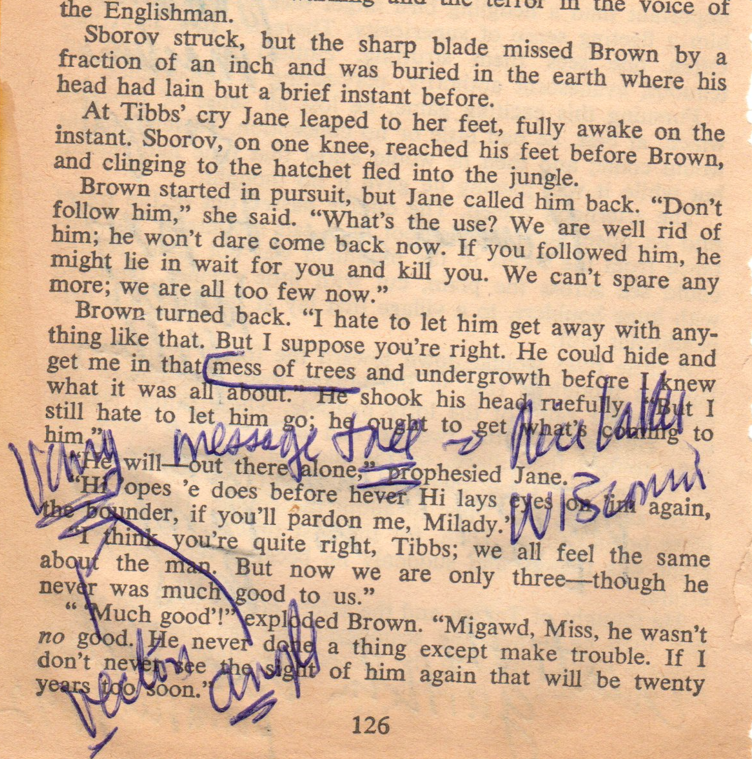 and the terror in the voice of
the Englishman.
Sborov struck, but the sharp blade missed Brown by a
fraction of an inch and was buried in the earth where his
head had lain but a brief instant before.
At Tibbs' cry Jane leaped to her feet, fully awake on the
instant. Sborov, on one knee, reached his feet before Brown,
and clinging to the hatchet fled into the jungle.
Brown started in pursuit, but Jane called him back. “Don't
follow him,” she said. “What's the use? We are well rid of
him; he won't dare come back now. If you followed him, he
might lie in wait for you and kill you. We can't spare any
more; we are all too few now.”
Brown turned back. “I hate to let him get away with any-
thing like that. But I suppose you're right. He could hide and
get me in that mess of trees and undergrowth before I knew
what it was all about.” He shook his head ruefully. “But I
still hate to let him go; he ought to get what's coming to
him.”
message tree
“He will—out there alone,” prophesied Jane.
“Hi 'opes 'e does before hever Hi lays eyes on 'im again,
the bounder, if you'll pardon me, Milady.”
“I think you're quite right, Tibbs; we all feel the same
about the man. But now we are only three—though he
never was much good to us.”
“ ‘Much good’!” exploded Brown. “Migawd, Miss, he wasn't
no good. He never done a thing except make trouble. If I
don't never see the sight of him again that will be twenty
years too soon.”
vection angle
126